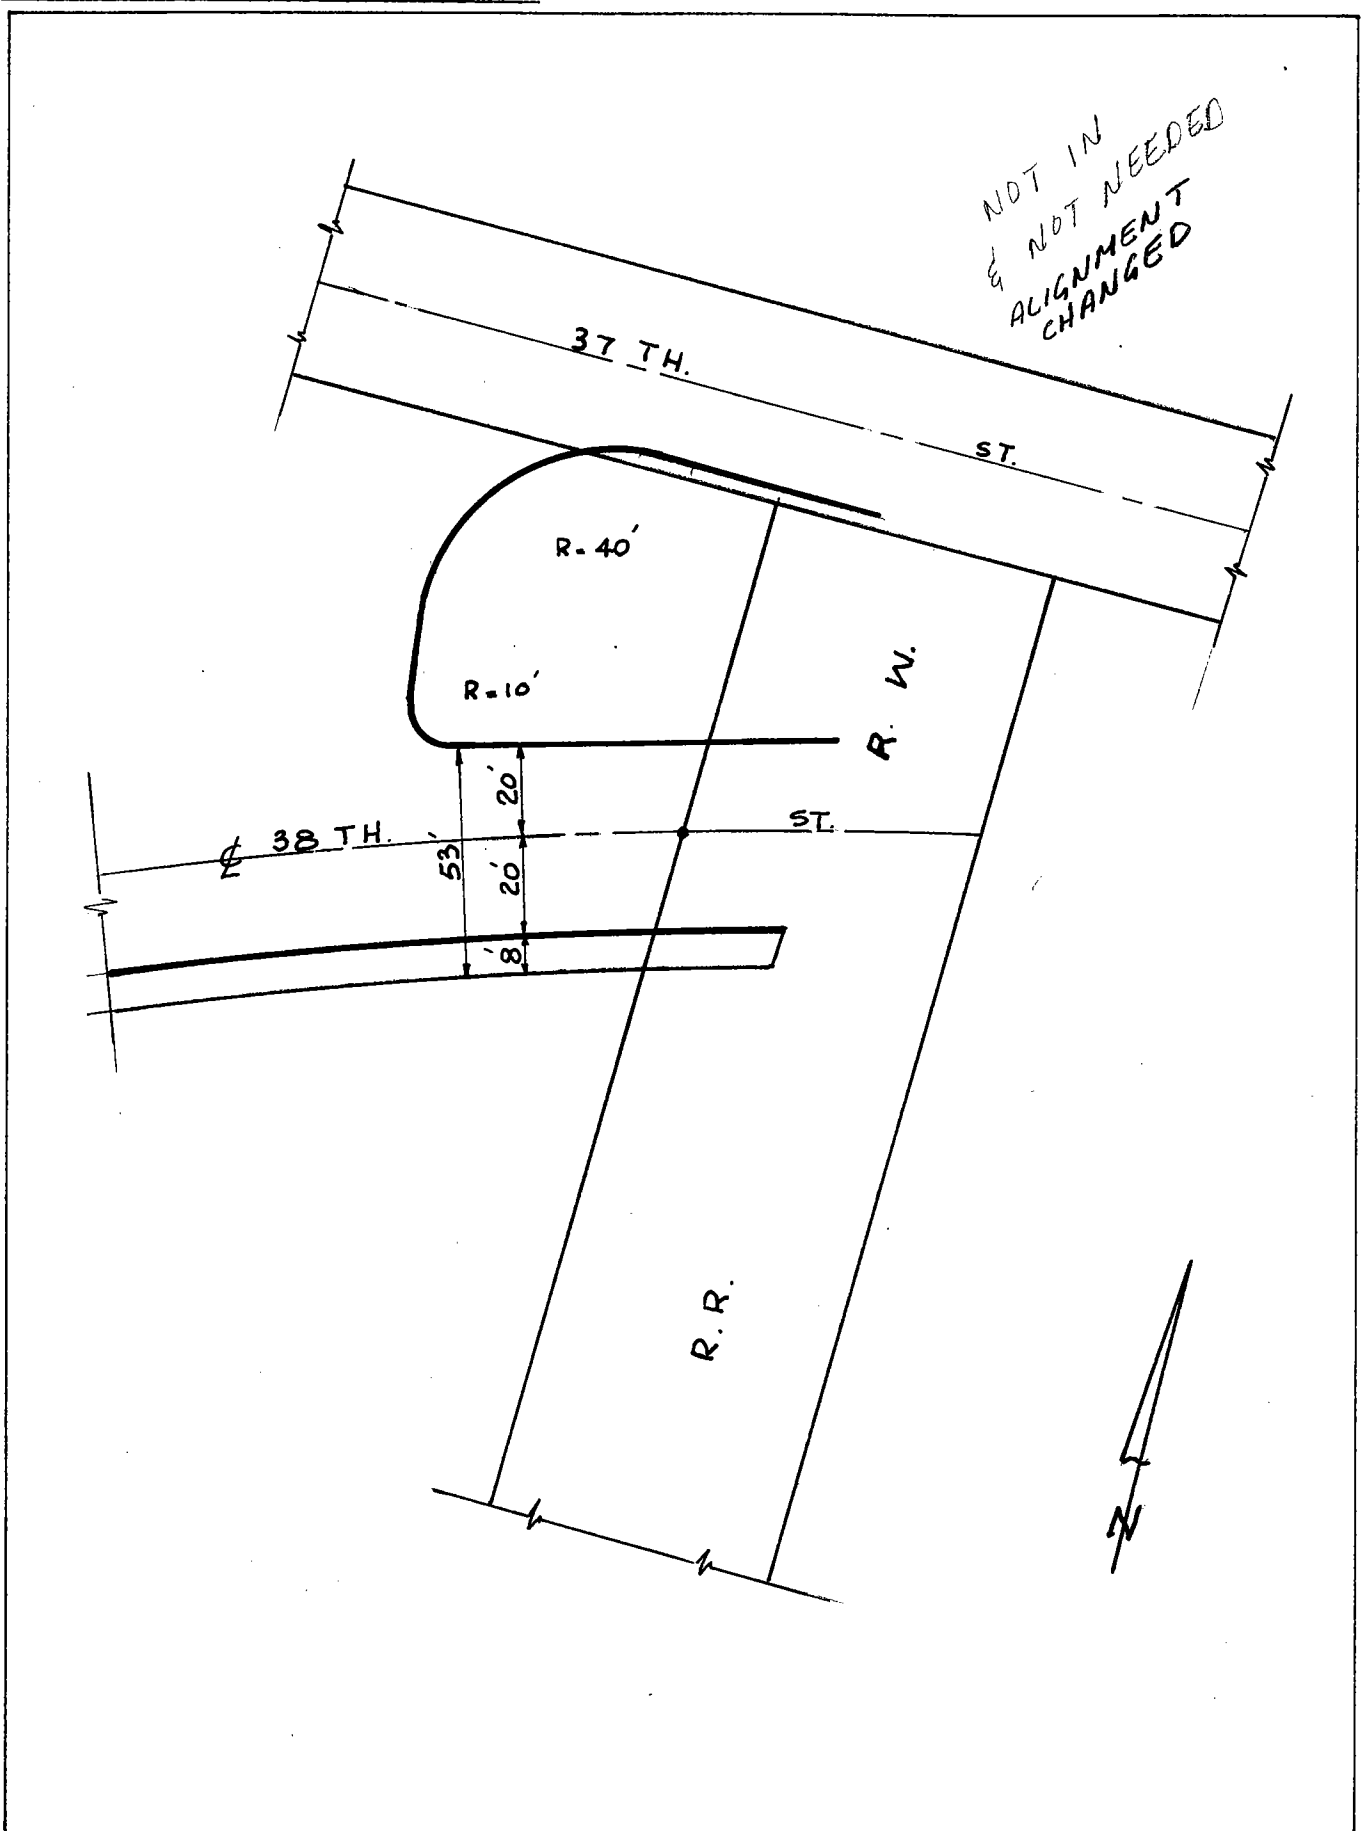 NOT IN
& NOT NEEDED
ALIGNMENT
CHANGED
37 TH. ST.
R=40'
R=10'
R. W.
20'
℄ 38 TH. ST.
53'
20'
8'
R.R.
N